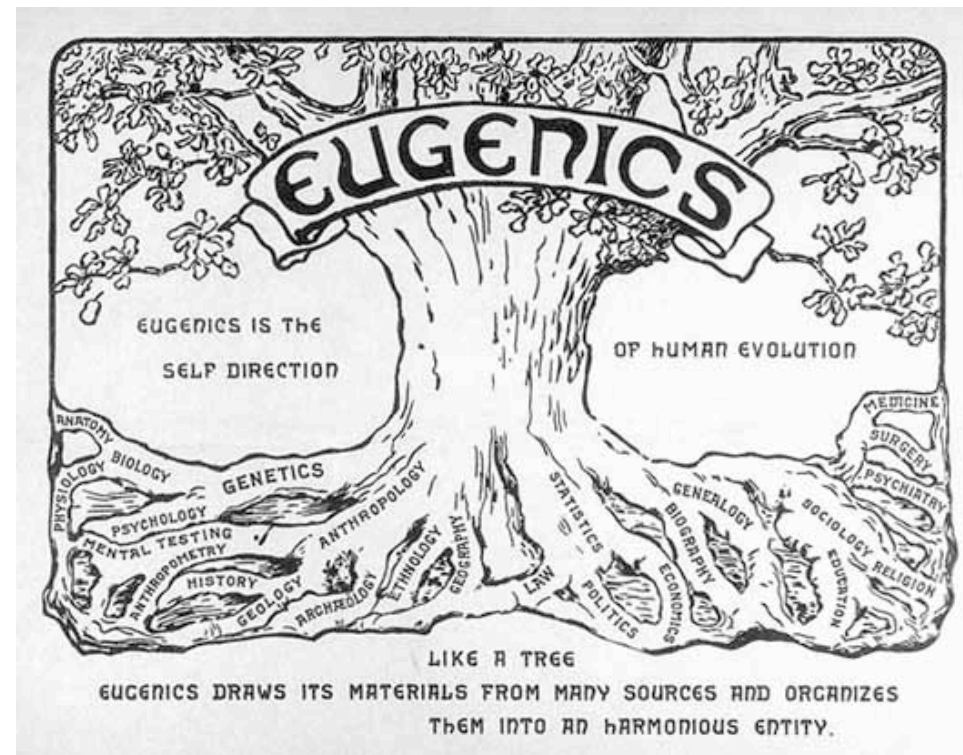 EUGENICS
EUGENICS IS THE
SELF DIRECTION
OF HUMAN EVOLUTION
ANATOMY
PHYSIOLOGY
BIOLOGY
GENETICS
PSYCHOLOGY
MENTAL TESTING
ANTHROPOMETRY
HISTORY
ANTHROPOLOGY
GEOLOGY
ARCHÆOLOGY
ETHNOLOGY
GEOGRAPHY
LAW
STATISTICS
POLITICS
ECONOMICS
BIOGRAPHY
GENEALOGY
EDUCATION
SOCIOLOGY
RELIGION
PSYCHIATRY
SURGERY
MEDICINE
LIKE A TREE
EUGENICS DRAWS ITS MATERIALS FROM MANY SOURCES AND ORGANIZES
THEM INTO AN HARMONIOUS ENTITY.